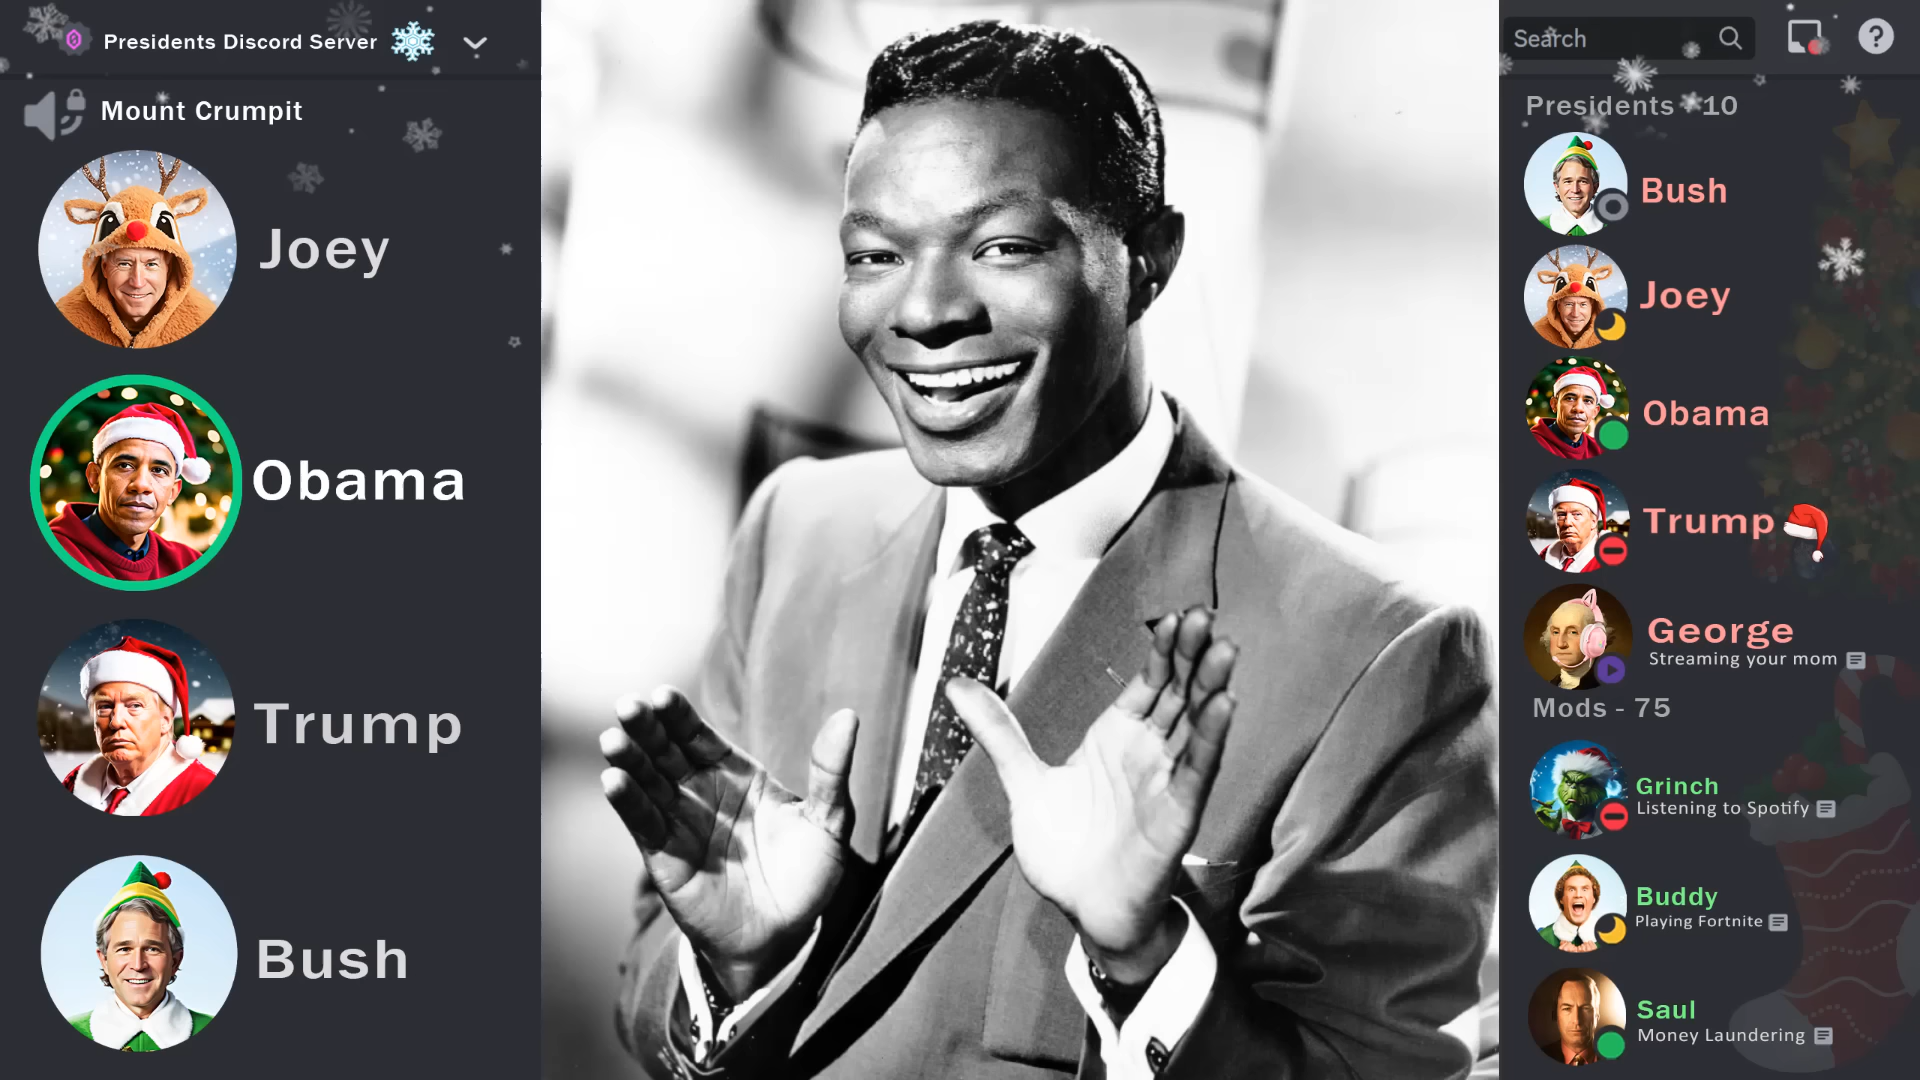 Presidents Discord Server
Mount Crumpit
Joey
Obama
Trump
Bush
Search
?
Presidents - 10
Bush
Joey
Obama
Trump
George
Streaming your mom
Mods - 75
Grinch
Listening to Spotify
Buddy
Playing Fortnite
Saul
Money Laundering